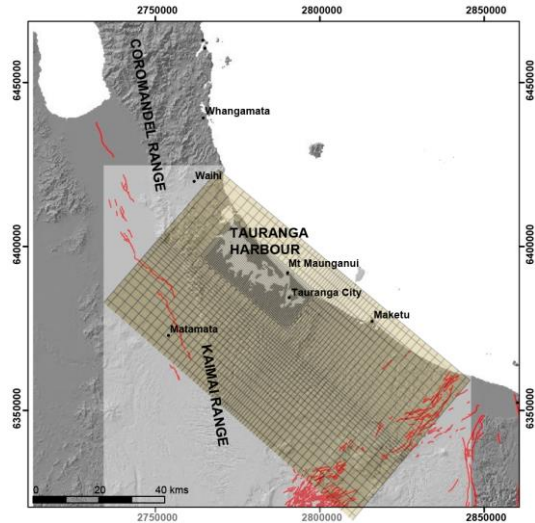 2750000 2800000 2850000
6450000
COROMANDEL RANGE
Whangamata
Waihi
6400000 6400000
TAURANGA
HARBOUR
Mt Maunganui
Tauranga City
Maketu
Matamata
KAIMAI RANGE
6350000 6350000
0 20 40 kms
2750000 2800000 2850000
6450000